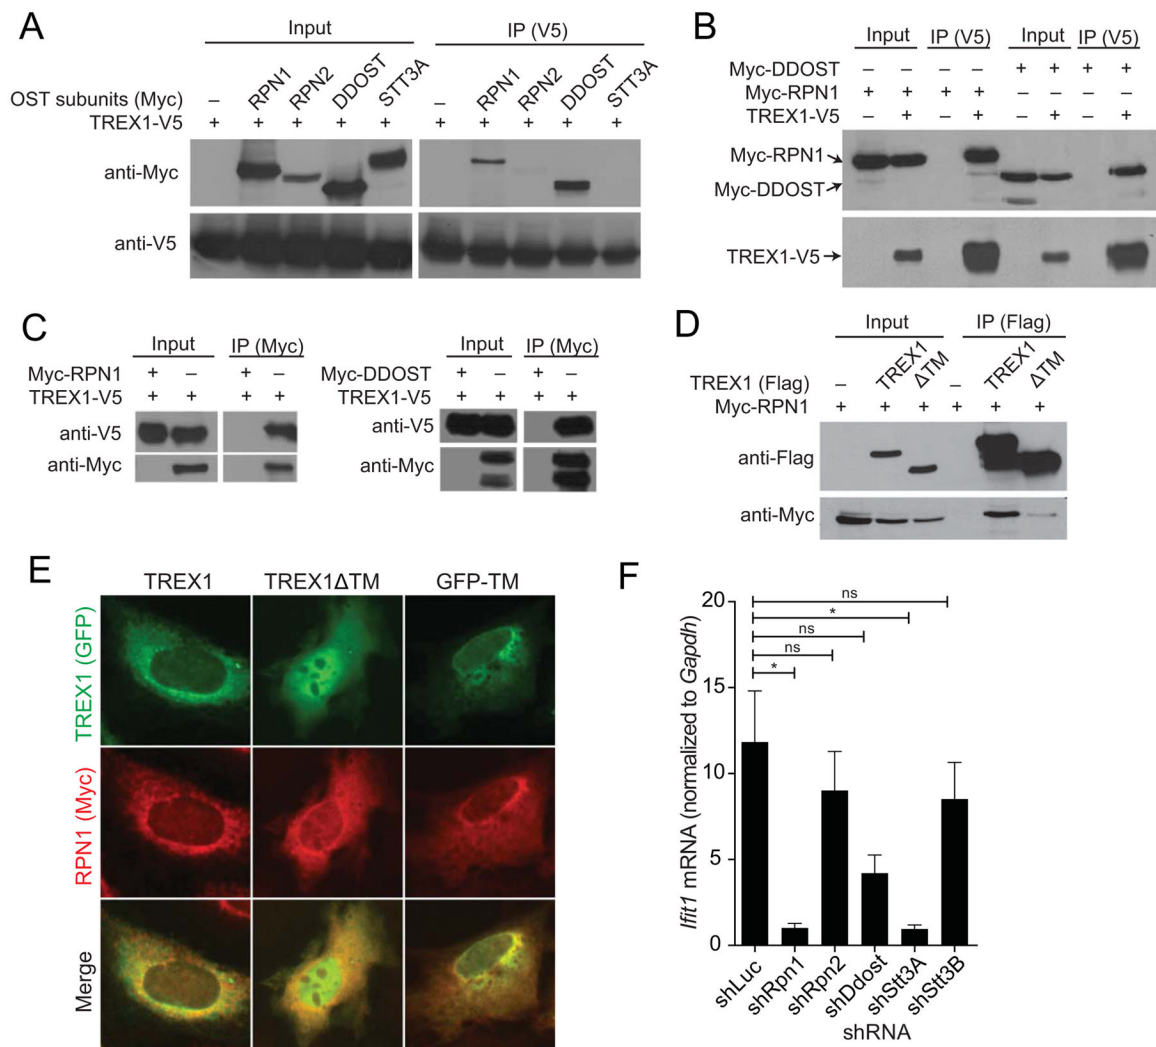 A
Input
IP (V5)
OST subunits (Myc)
– RPN1 RPN2 DDOST STT3A – RPN1 RPN2 DDOST STT3A
TREX1-V5 + + + + + + + + + +
anti-Myc
anti-V5
B
Input IP (V5) Input IP (V5)
Myc-DDOST – – – – + + + +
Myc-RPN1 + + + + – – – –
TREX1-V5 – + – + – + – +
Myc-RPN1
Myc-DDOST
TREX1-V5
C
Input IP (Myc)
Myc-RPN1 + – + –
TREX1-V5 + + + +
anti-V5
anti-Myc
Input IP (Myc)
Myc-DDOST + – + –
TREX1-V5 + + + +
anti-V5
anti-Myc
D
Input IP (Flag)
TREX1 (Flag) – TREX1 ΔTM – TREX1 ΔTM
Myc-RPN1 + + + + + +
anti-Flag
anti-Myc
E
TREX1 TREX1ΔTM GFP-TM
TREX1 (GFP)
RPN1 (Myc)
Merge
F
Ifit1 mRNA (normalized to Gapdh)
20
15
10
5
0
ns
*
ns
ns
*
shLuc shRpn1 shRpn2 shDdost shStt3A shStt3B
shRNA